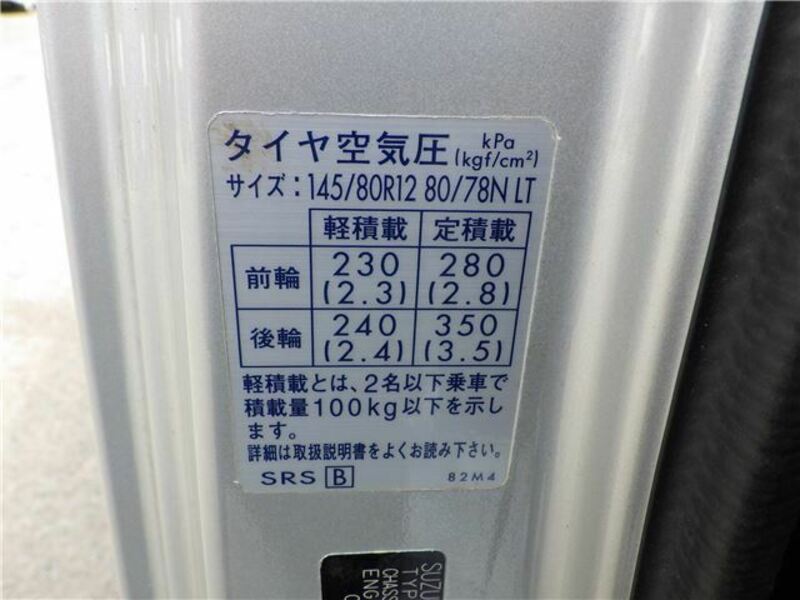 タイヤ空気圧 kPa (kgf/cm²)
サイズ：145/80R12 80/78N LT
軽積載 定積載
前輪 230 (2.3) 280 (2.8)
後輪 240 (2.4) 350 (3.5)
軽積載とは、2名以下乗車で
積載量100kg以下を示し
ます。
詳細は取扱説明書をよくお読み下さい。
SRS B 82M4
SUZU
TYP
CHASS
ENG